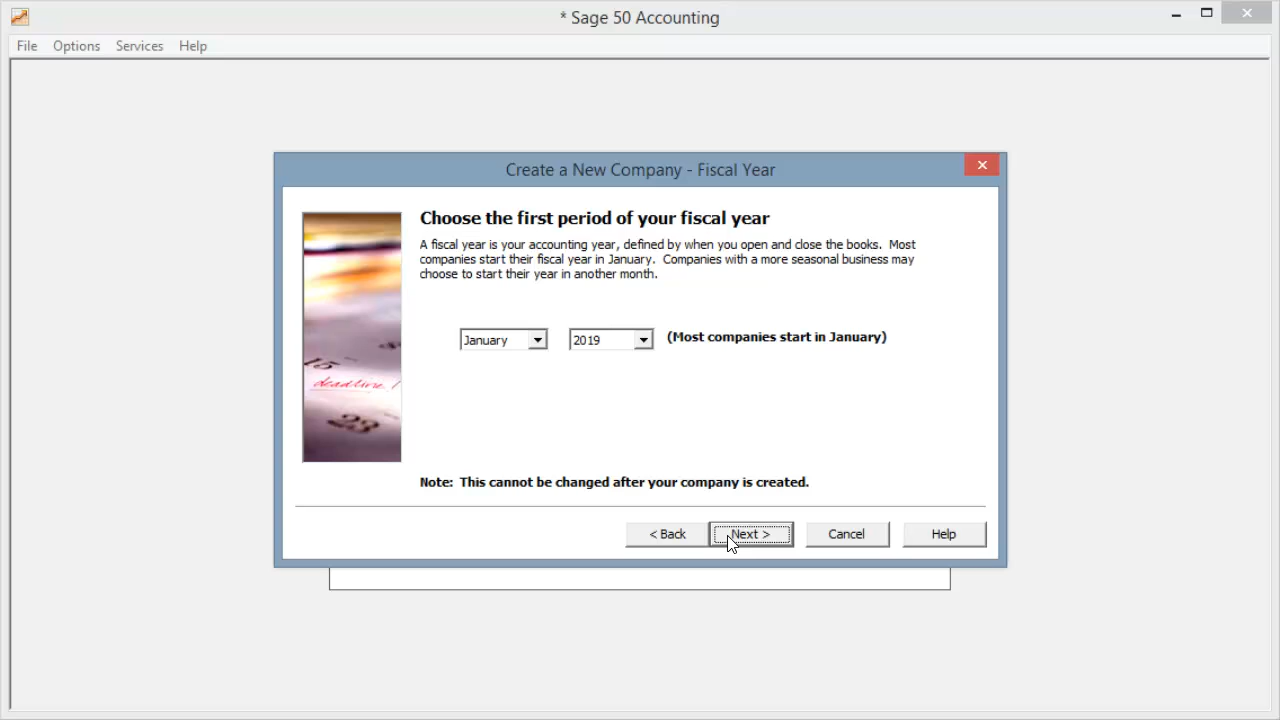 * Sage 50 Accounting
File Options Services Help
Create a New Company - Fiscal Year
Choose the first period of your fiscal year
A fiscal year is your accounting year, defined by when you open and close the books. Most
companies start their fiscal year in January. Companies with a more seasonal business may
choose to start their year in another month.
January 2019 (Most companies start in January)
15
deadline!
23
Note: This cannot be changed after your company is created.
< Back Next > Cancel Help